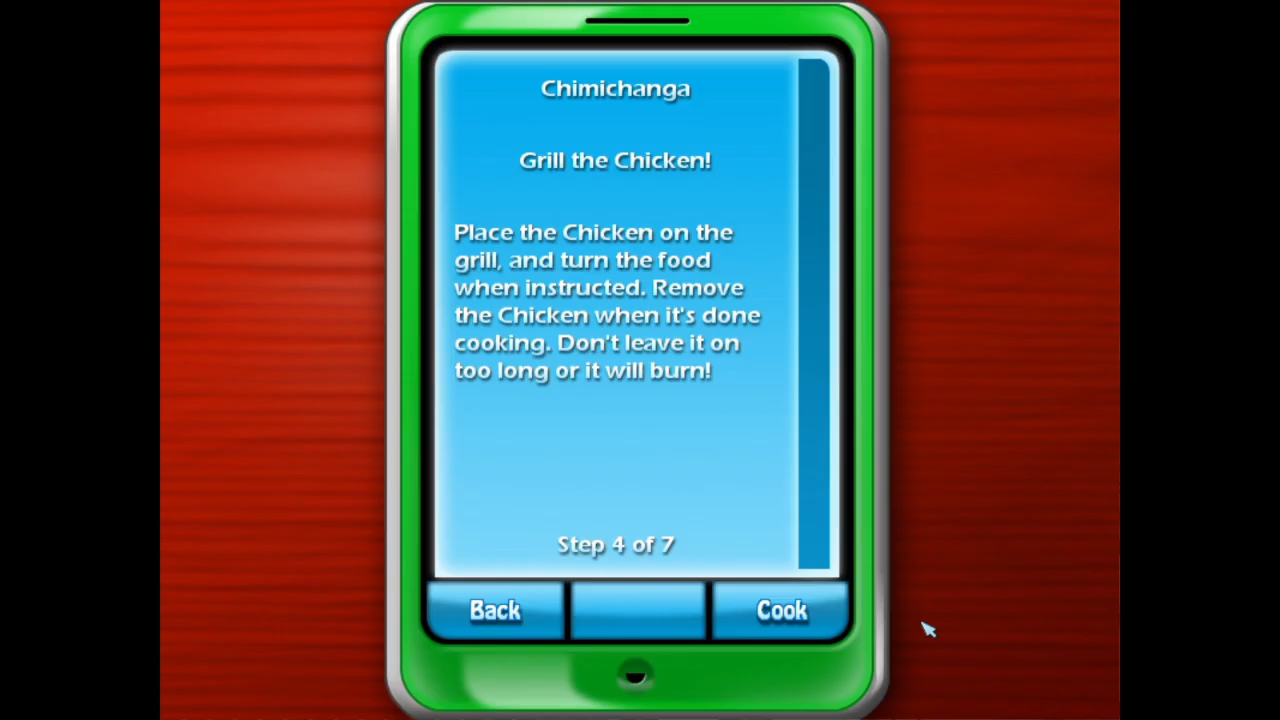 Chimichanga
Grill the Chicken!
Place the Chicken on the
grill, and turn the food
when instructed. Remove
the Chicken when it's done
cooking. Don't leave it on
too long or it will burn!
Step 4 of 7
Back
Cook